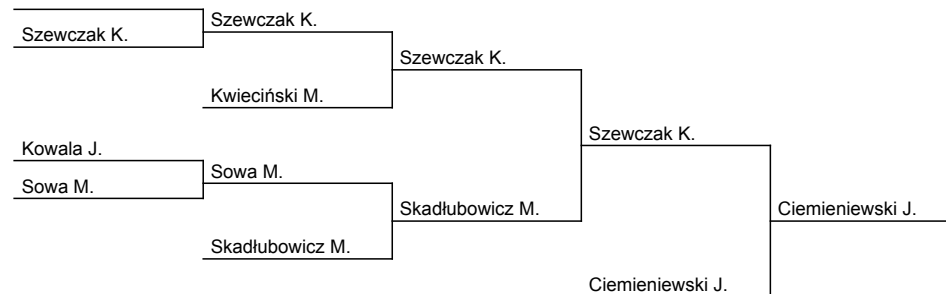 Szewczak K.
Szewczak K.
Szewczak K.
Kwieciński M.
Szewczak K.
Kowala J.
Sowa M.
Sowa M.
Skadłubowicz M.
Ciemieniewski J.
Skadłubowicz M.
Ciemieniewski J.